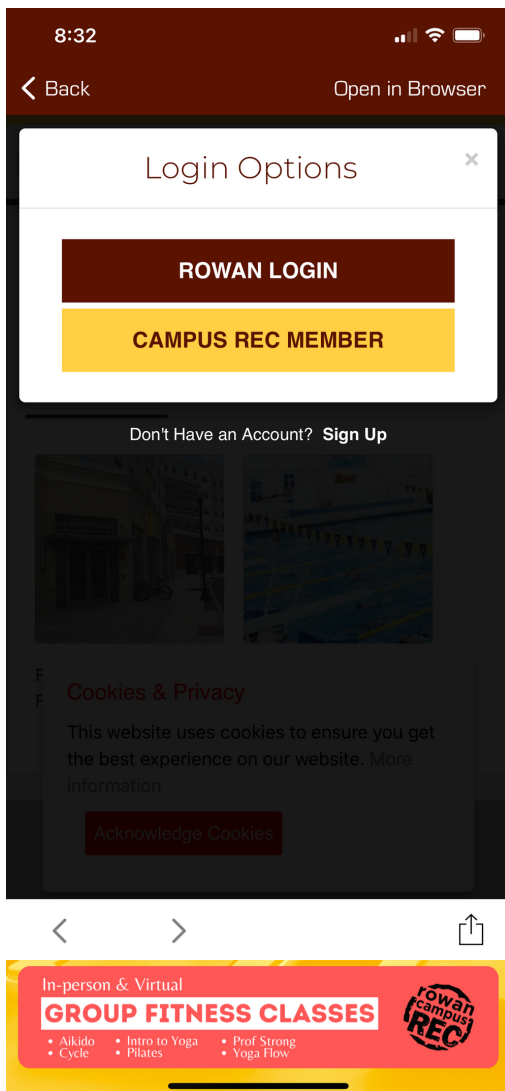 8:32
Back
Open in Browser
Login Options
×
ROWAN LOGIN
CAMPUS REC MEMBER
Don't Have an Account? Sign Up
F
F
Cookies & Privacy
This website uses cookies to ensure you get
the best experience on our website. More
information
Acknowledge Cookies
In-person & Virtual
GROUP FITNESS CLASSES
• Aikido • Intro to Yoga • Prof Strong
• Cycle • Pilates • Yoga Flow
rowan
campus
REC